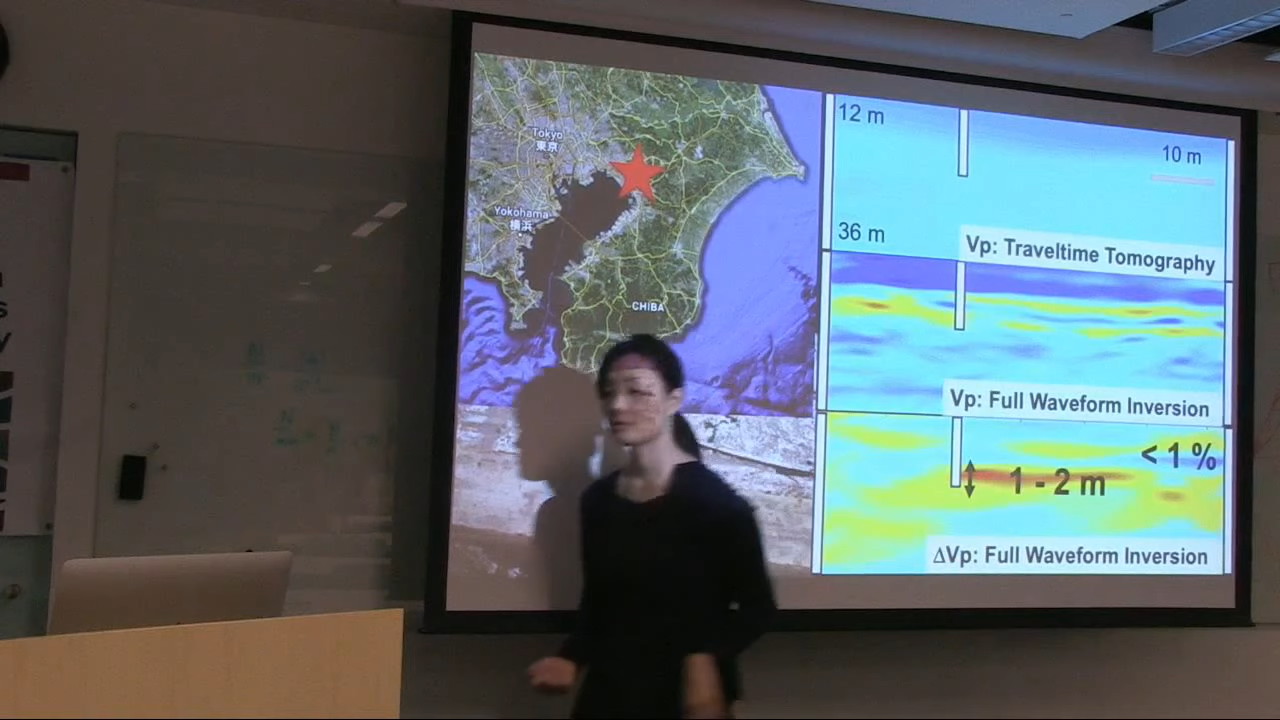 Tokyo
東京
Yokohama
横浜
CHIBA
12 m
10 m
36 m
Vp: Traveltime Tomography
Vp: Full Waveform Inversion
< 1 %
1 - 2 m
ΔVp: Full Waveform Inversion